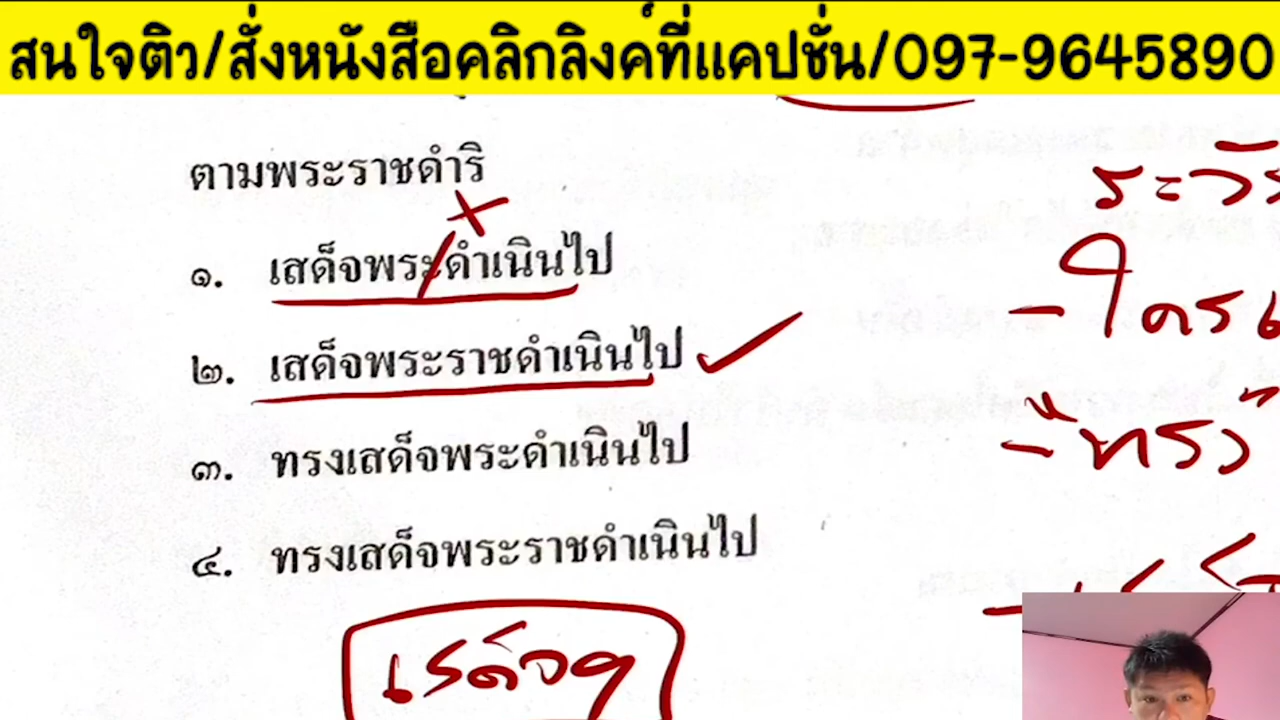 สนใจติว/สั่งหนังสือคลิกลิงค์ที่แคปชั่น/097-9645890
ตามพระราชดำริ
๑. เสด็จพระดำเนินไป
๒. เสด็จพระราชดำเนินไป
๓. ทรงเสด็จพระดำเนินไป
๔. ทรงเสด็จพระราชดำเนินไป
เสด็จฯ